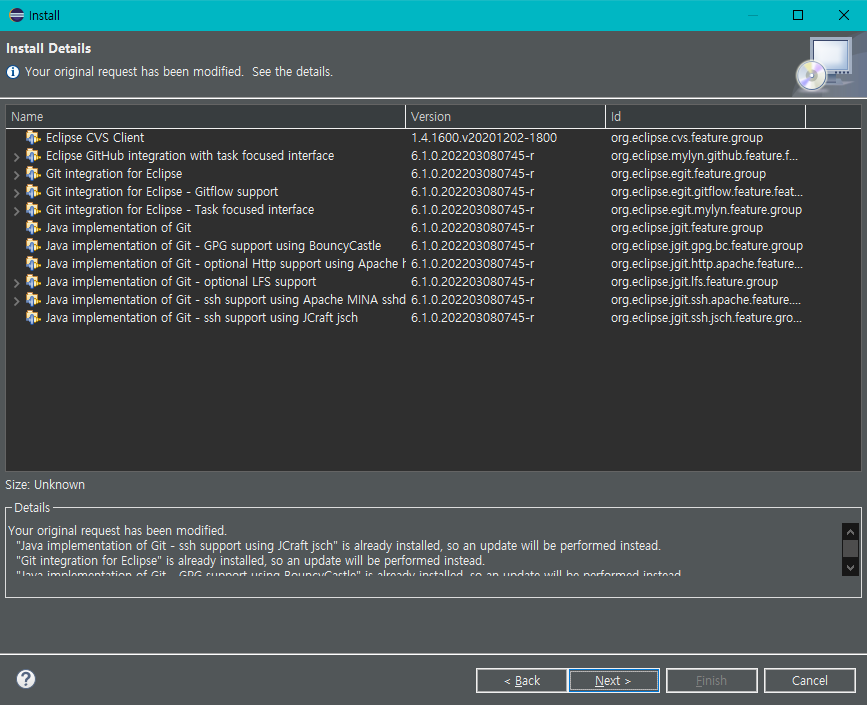 Install
Install Details
Your original request has been modified.  See the details.
Name Version Id
Eclipse CVS Client 1.4.1600.v20201202-1800 org.eclipse.cvs.feature.group
Eclipse GitHub integration with task focused interface 6.1.0.202203080745-r org.eclipse.mylyn.github.feature.f...
Git integration for Eclipse 6.1.0.202203080745-r org.eclipse.egit.feature.group
Git integration for Eclipse - Gitflow support 6.1.0.202203080745-r org.eclipse.egit.gitflow.feature.feat...
Git integration for Eclipse - Task focused interface 6.1.0.202203080745-r org.eclipse.egit.mylyn.feature.group
Java implementation of Git 6.1.0.202203080745-r org.eclipse.jgit.feature.group
Java implementation of Git - GPG support using BouncyCastle 6.1.0.202203080745-r org.eclipse.jgit.gpg.bc.feature.group
Java implementation of Git - optional Http support using Apache h 6.1.0.202203080745-r org.eclipse.jgit.http.apache.feature...
Java implementation of Git - optional LFS support 6.1.0.202203080745-r org.eclipse.jgit.lfs.feature.group
Java implementation of Git - ssh support using Apache MINA sshd 6.1.0.202203080745-r org.eclipse.jgit.ssh.apache.feature....
Java implementation of Git - ssh support using JCraft jsch 6.1.0.202203080745-r org.eclipse.jgit.ssh.jsch.feature.gro...
Size: Unknown
Details
Your original request has been modified.
"Java implementation of Git - ssh support using JCraft jsch" is already installed, so an update will be performed instead.
"Git integration for Eclipse" is already installed, so an update will be performed instead.
"Java implementation of Git - GPG support using BouncyCastle" is already installed, so an update will be performed instead.
? < Back Next > Finish Cancel